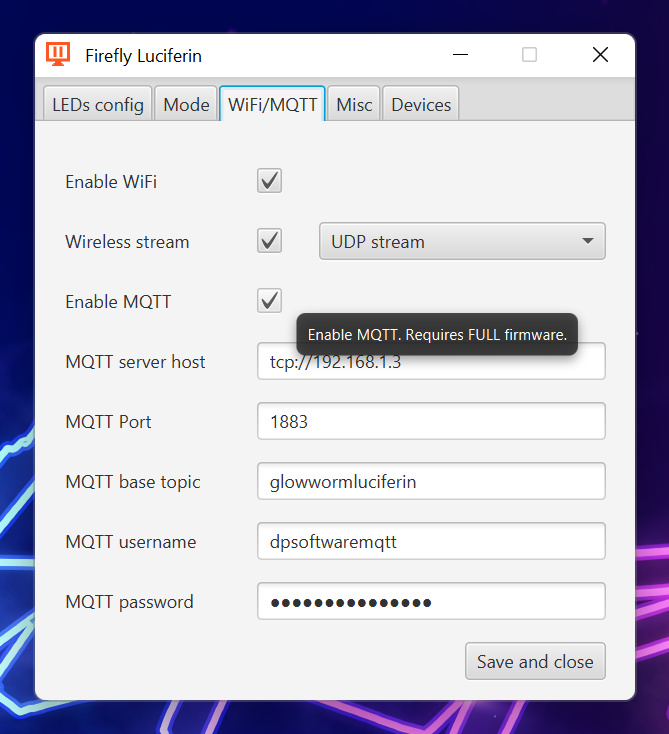 Firefly Luciferin
LEDs config Mode WiFi/MQTT Misc Devices
Enable WiFi
Wireless stream UDP stream
Enable MQTT
Enable MQTT. Requires FULL firmware.
MQTT server host tcp://192.168.1.3
MQTT Port 1883
MQTT base topic glowwormluciferin
MQTT username dpsoftwaremqtt
MQTT password ●●●●●●●●●●●●●●●
Save and close